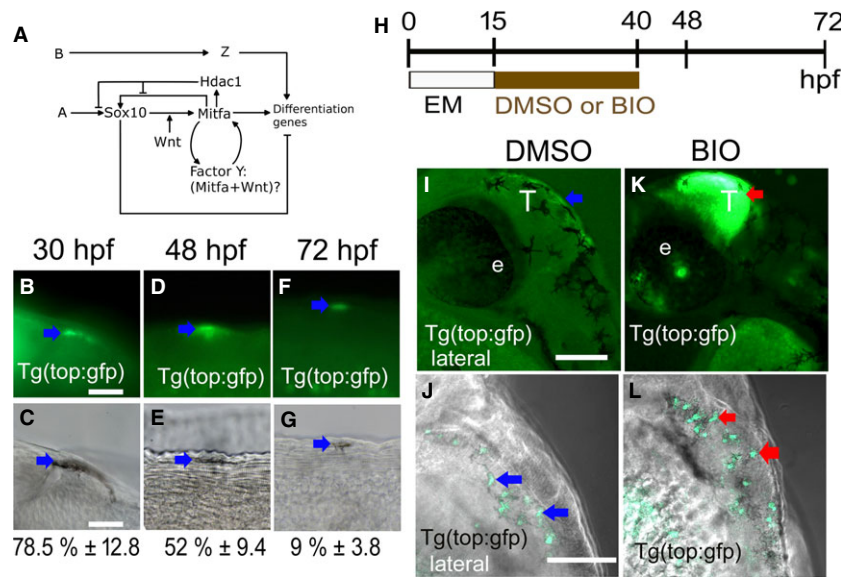 A
B Z
Hdac1
A Sox10 Mitfa Differentiation
genes
Wnt
Factor Y:
(Mitfa+Wnt)?
H 0 15 40 48 72
hpf
EM DMSO or BIO
30 hpf 48 hpf 72 hpf
B D F
Tg(top:gfp) Tg(top:gfp) Tg(top:gfp)
C E G
78.5 % ± 12.8 52 % ± 9.4 9 % ± 3.8
DMSO BIO
I T K T
e e
Tg(top:gfp) Tg(top:gfp)
lateral
J L
Tg(top:gfp) Tg(top:gfp)
lateral